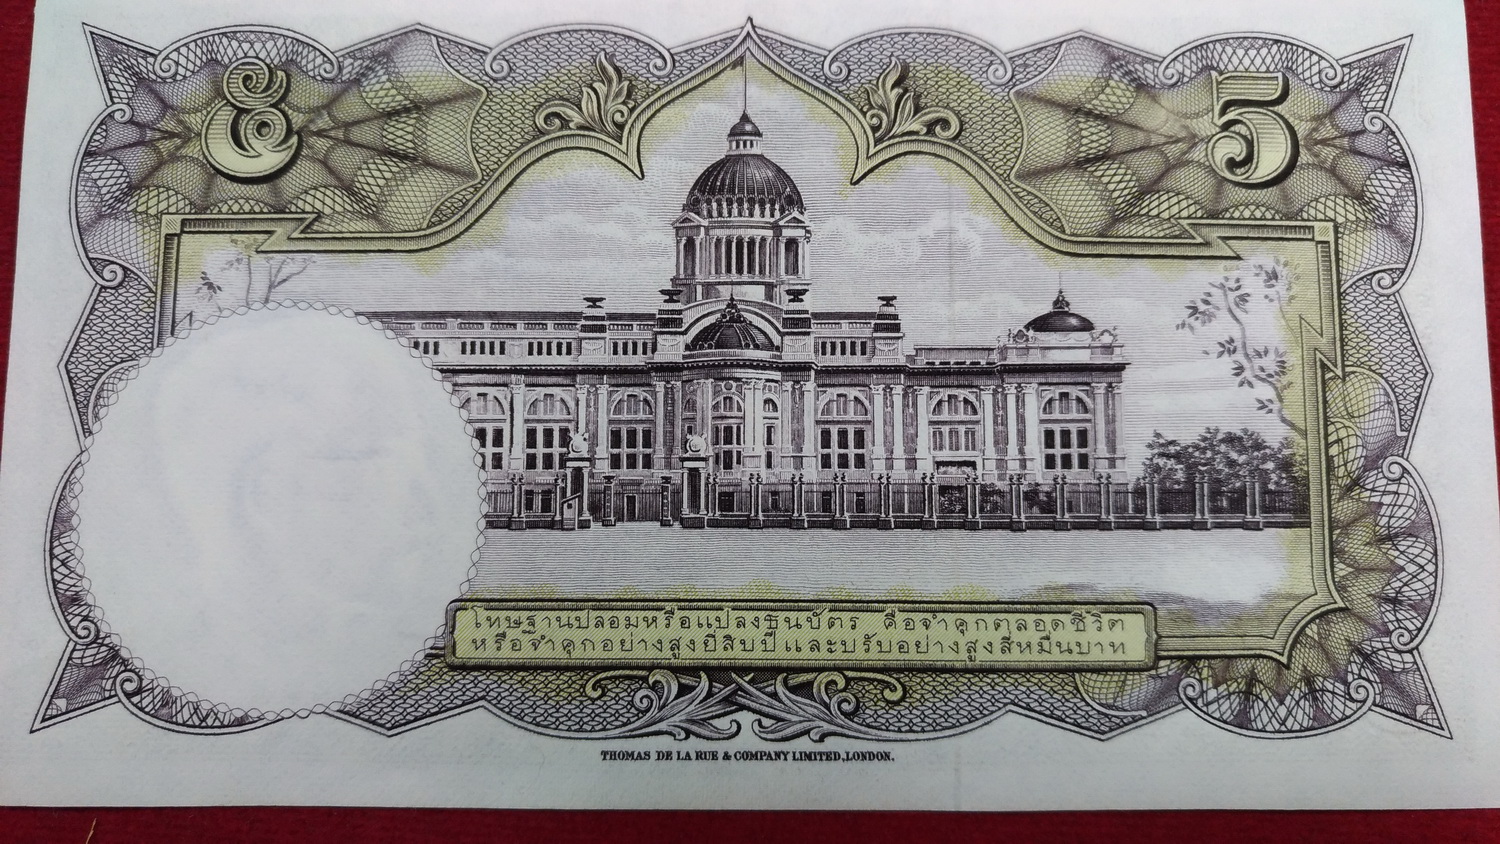 ๕ 5
โทษฐานปลอมหรือแปลงธนบัตร คือจำคุกตลอดชีวิต
หรือจำคุกอย่างสูงยี่สิบปี และปรับอย่างสูงสี่หมื่นบาท
THOMAS DE LA RUE & COMPANY LIMITED, LONDON.